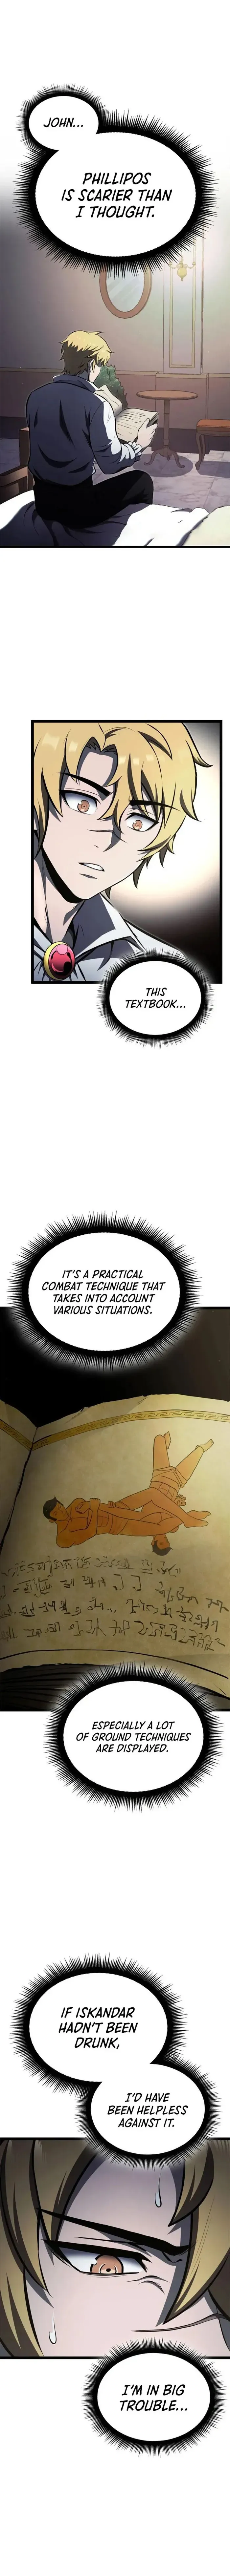 JOHN...
PHILLIPOS
IS SCARIER THAN
I THOUGHT.
THIS
TEXTBOOK...
IT'S A PRACTICAL
COMBAT TECHNIQUE THAT
TAKES INTO ACCOUNT
VARIOUS SITUATIONS.
ESPECIALLY A LOT
OF GROUND TECHNIQUES
ARE DISPLAYED.
IF ISKANDAR
HADN'T BEEN
DRUNK,
I'D HAVE
BEEN HELPLESS
AGAINST IT.
I'M IN BIG
TROUBLE...